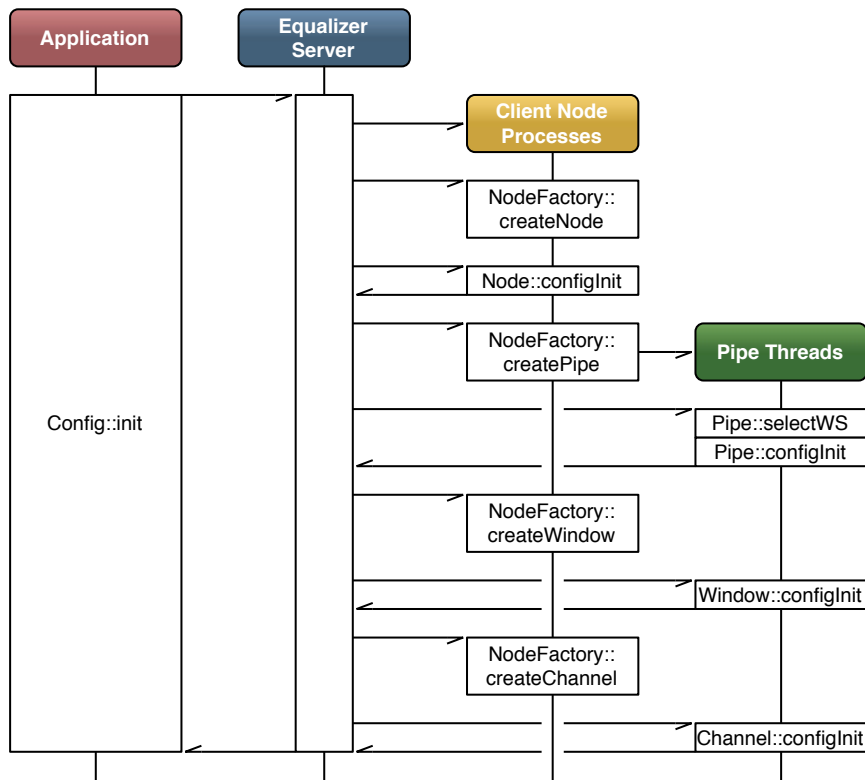 Application
Equalizer
Server
Client Node
Processes
NodeFactory::
createNode
Node::configInit
NodeFactory::
createPipe
Pipe Threads
Config::init
Pipe::selectWS
Pipe::configInit
NodeFactory::
createWindow
Window::configInit
NodeFactory::
createChannel
Channel::configInit